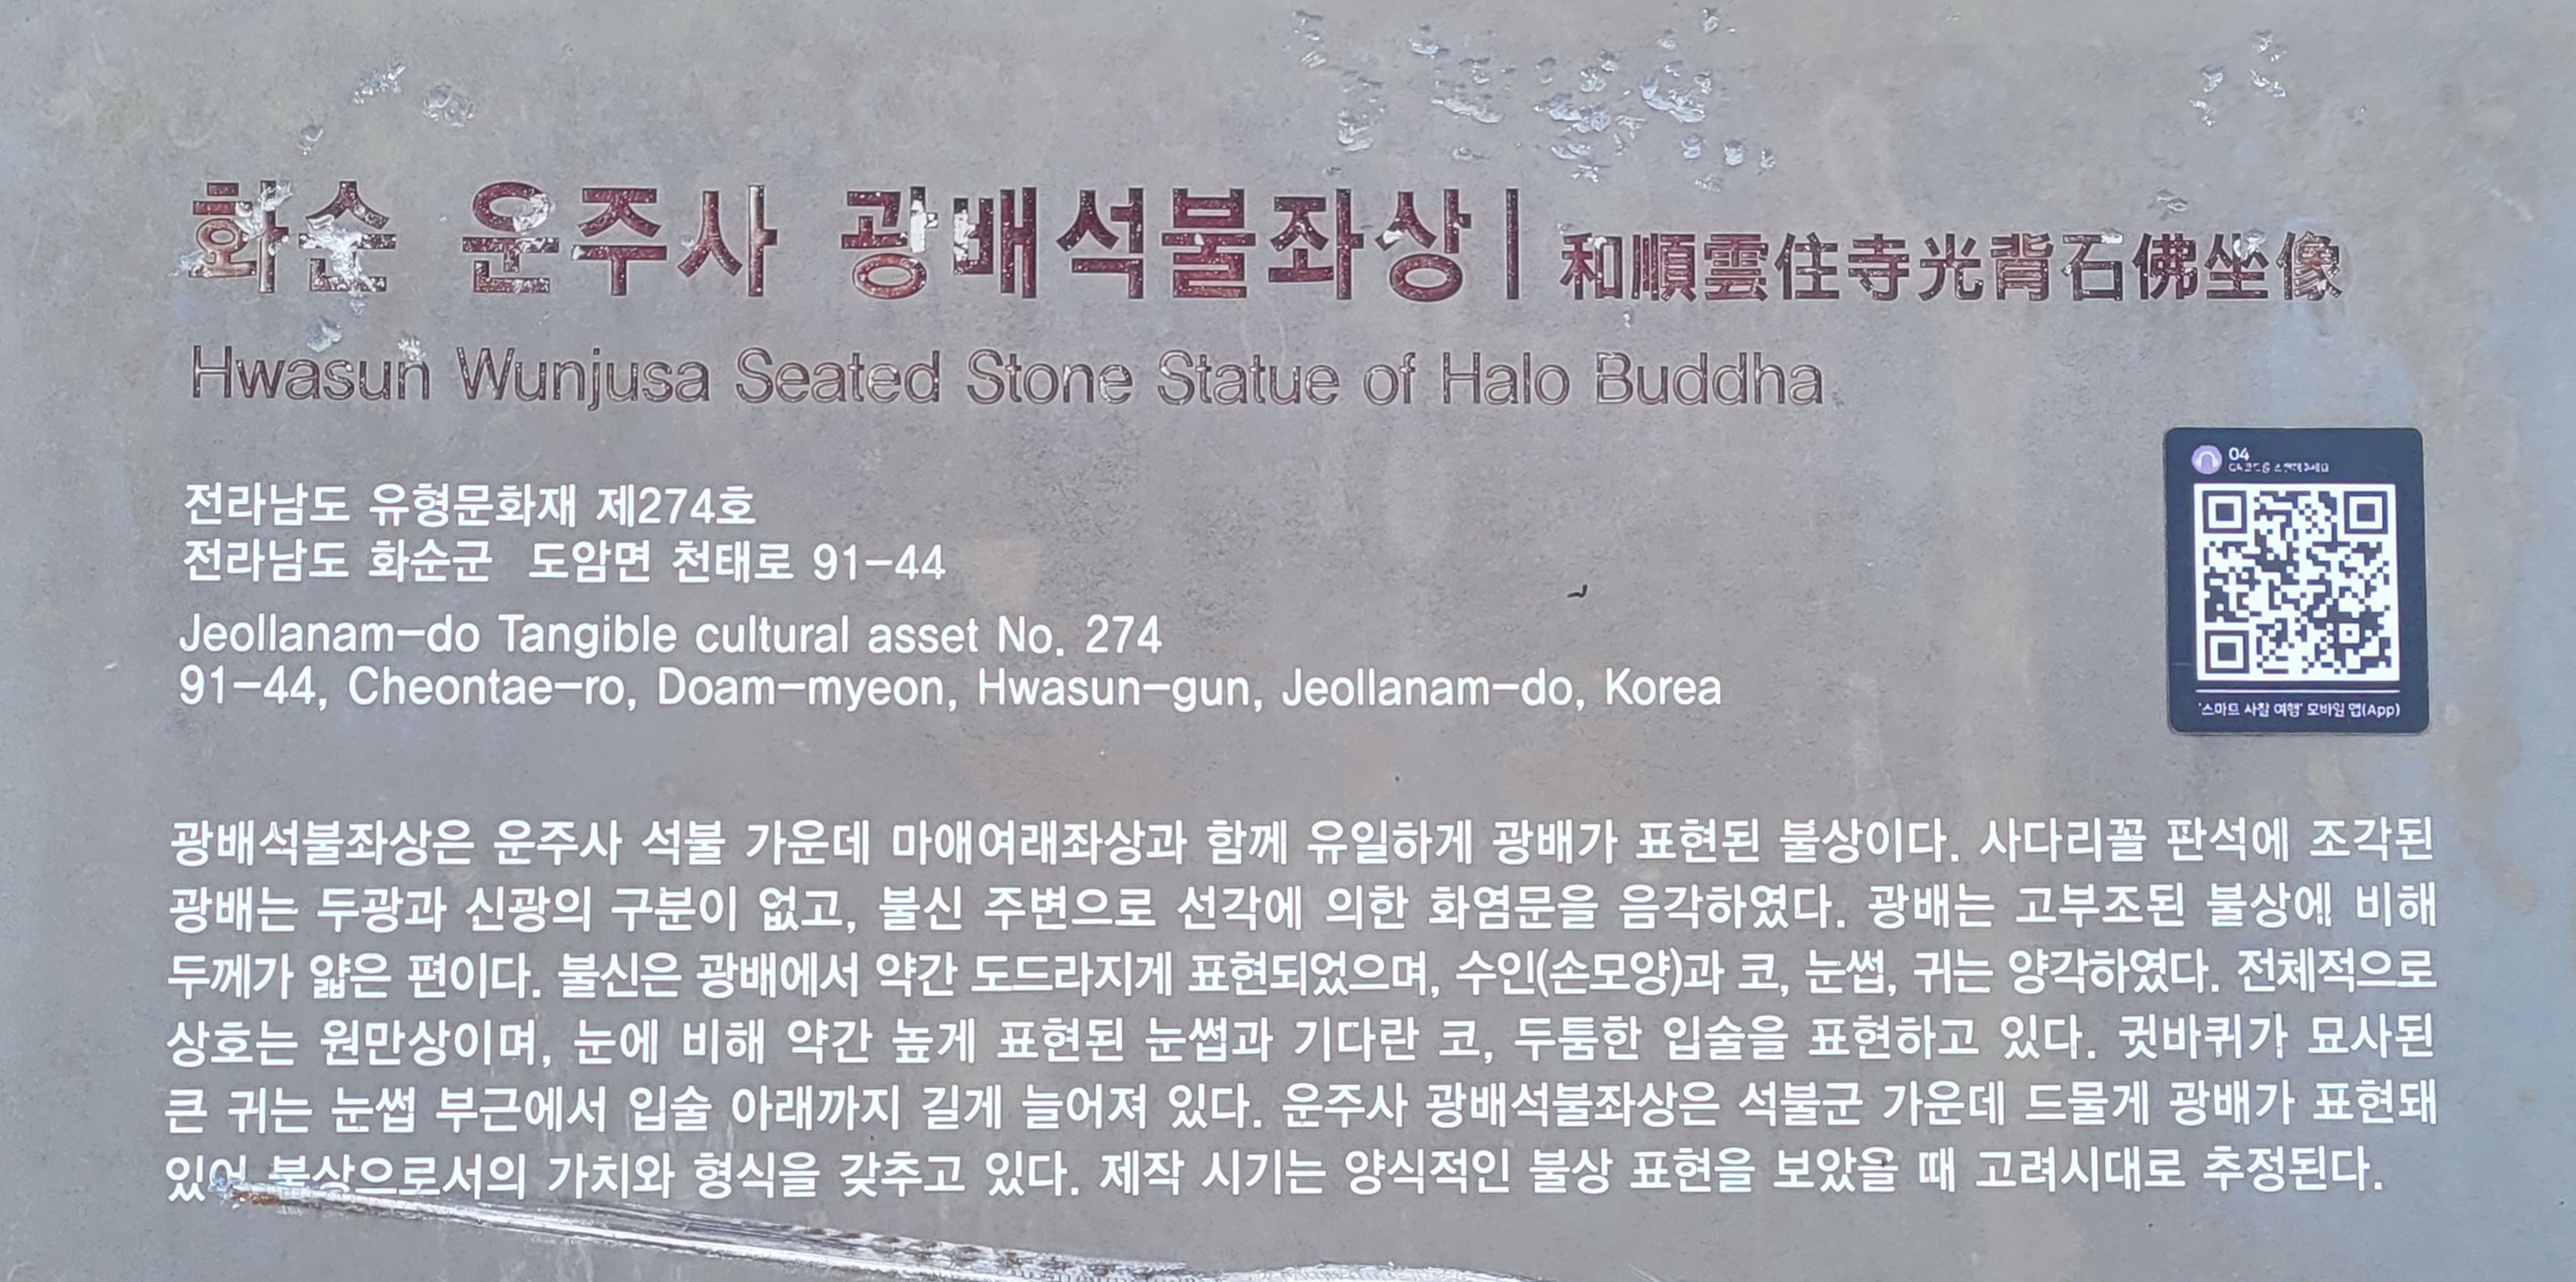 화순 운주사 광배석불좌상 | 和順雲住寺光背石佛坐像
Hwasun Wunjusa Seated Stone Statue of Halo Buddha
전라남도 유형문화재 제274호
전라남도 화순군 도암면 천태로 91-44
Jeollanam-do Tangible cultural asset No. 274
91-44, Cheontae-ro, Doam-myeon, Hwasun-gun, Jeollanam-do, Korea
04
'스마트 사찰 여행' 모바일 앱(App)
광배석불좌상은 운주사 석불 가운데 마애여래좌상과 함께 유일하게 광배가 표현된 불상이다. 사다리꼴 판석에 조각된
광배는 두광과 신광의 구분이 없고, 불신 주변으로 선각에 의한 화염문을 음각하였다. 광배는 고부조된 불상에 비해
두께가 얇은 편이다. 불신은 광배에서 약간 도드라지게 표현되었으며, 수인(손모양)과 코, 눈썹, 귀는 양각하였다. 전체적으로
상호는 원만상이며, 눈에 비해 약간 높게 표현된 눈썹과 기다란 코, 두툼한 입술을 표현하고 있다. 귓바퀴가 묘사된
큰 귀는 눈썹 부근에서 입술 아래까지 길게 늘어져 있다. 운주사 광배석불좌상은 석불군 가운데 드물게 광배가 표현돼
있어 불상으로서의 가치와 형식을 갖추고 있다. 제작 시기는 양식적인 불상 표현을 보았을 때 고려시대로 추정된다.